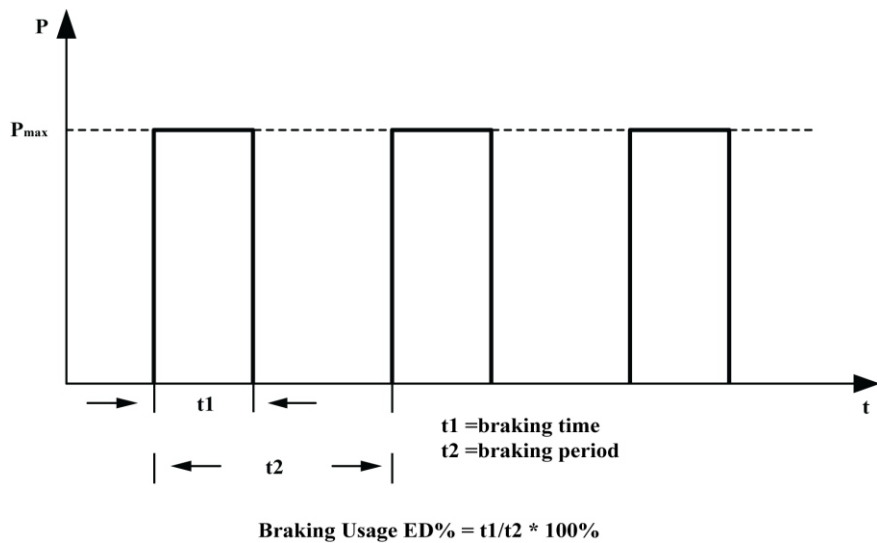 P
Pmax
t1
t
t1 =braking time
t2 =braking period
t2
Braking Usage ED% = t1/t2 * 100%